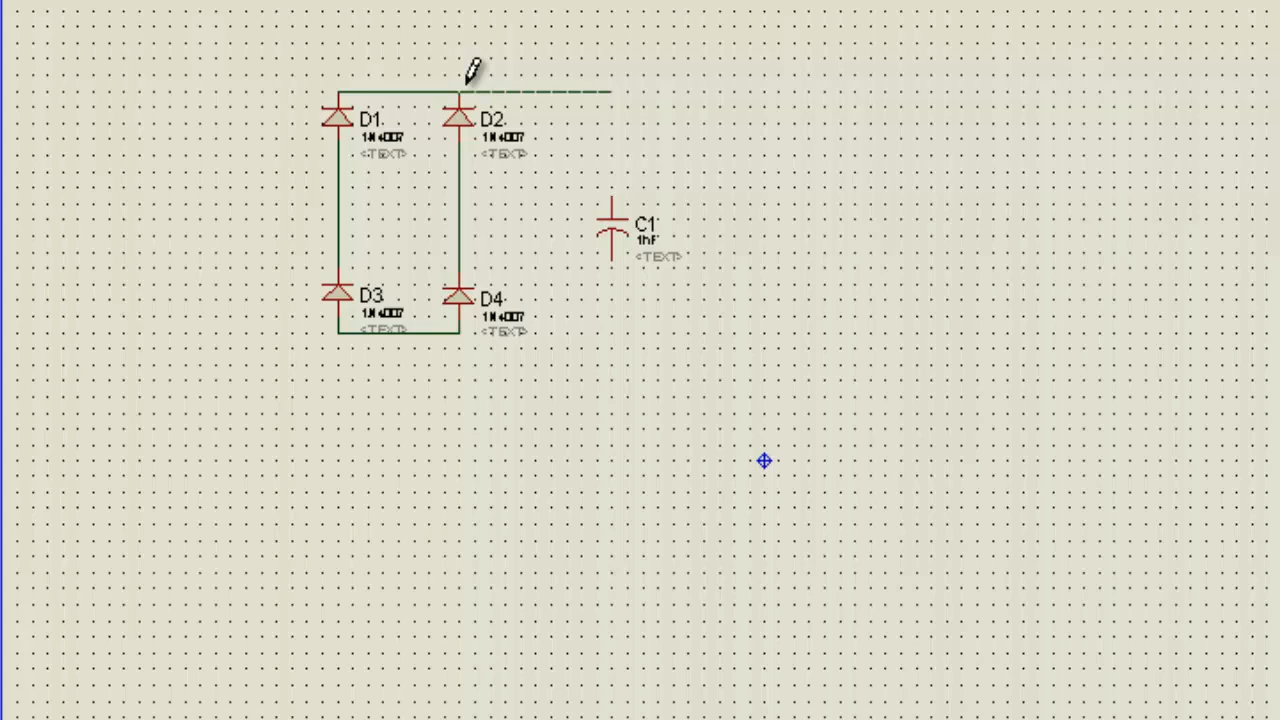 D1
1N4007
<TEXT>
D2
1N4007
<TEXT>
C1
1nF
<TEXT>
D3
1N4007
<TEXT>
D4
1N4007
<TEXT>